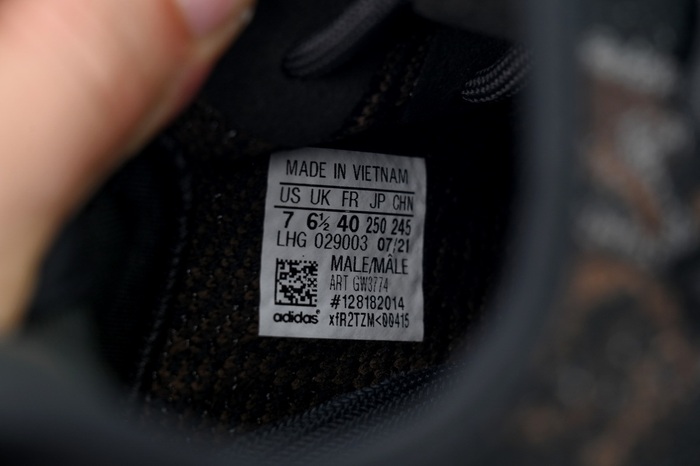 MADE IN VIETNAM
US UK FR JP CHN
7 6½ 40 250 245
LHG 029003 07/21
MALE/MÂLE
ART GW3774
#128182014
adidas® xfR2TZM<00415